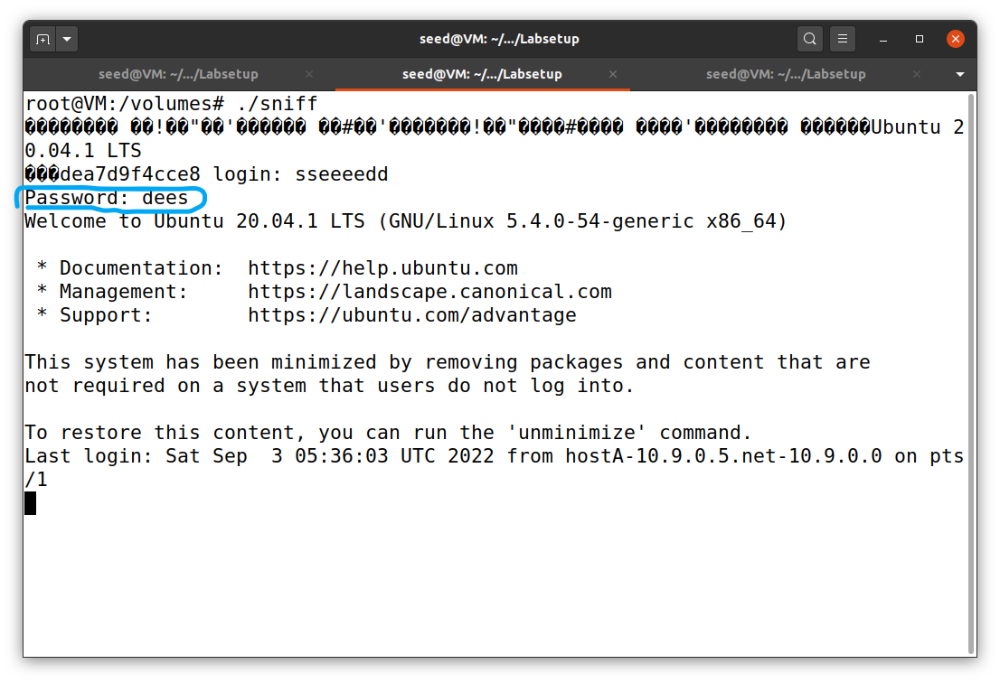 seed@VM: ~/.../Labsetup
seed@VM: ~/.../Labsetup seed@VM: ~/.../Labsetup seed@VM: ~/.../Labsetup
root@VM:/volumes# ./sniff
�������� ��!��"��'������ ��#��'�������!��"����#���� ����'�������� ������Ubuntu 2
0.04.1 LTS
���dea7d9f4cce8 login: sseeeedd
Password: dees
Welcome to Ubuntu 20.04.1 LTS (GNU/Linux 5.4.0-54-generic x86_64)
* Documentation: https://help.ubuntu.com
* Management: https://landscape.canonical.com
* Support: https://ubuntu.com/advantage
This system has been minimized by removing packages and content that are
not required on a system that users do not log into.
To restore this content, you can run the 'unminimize' command.
Last login: Sat Sep  3 05:36:03 UTC 2022 from hostA-10.9.0.5.net-10.9.0.0 on pts
/1